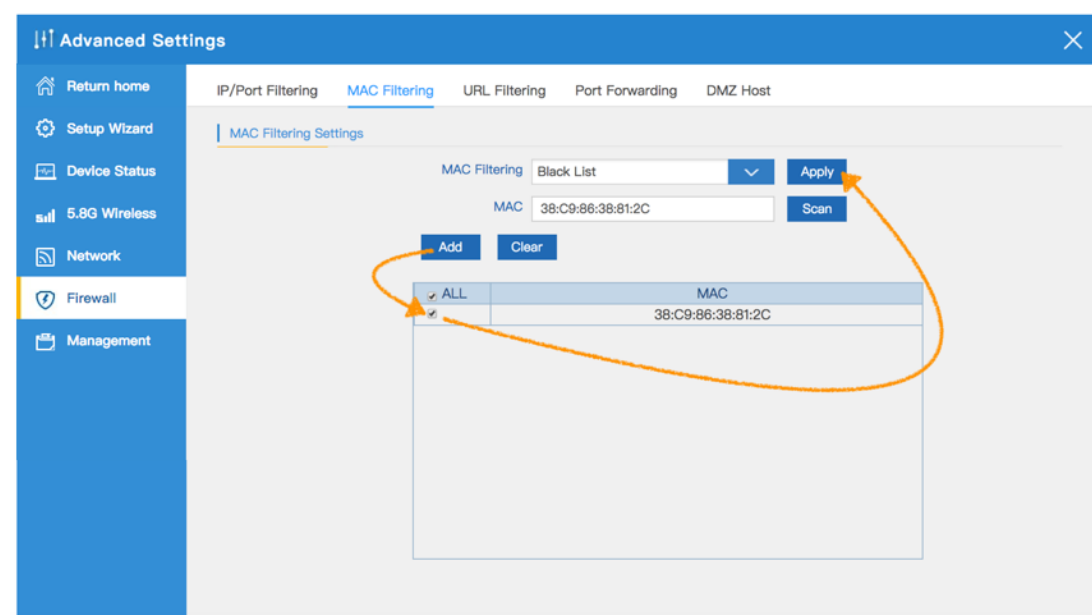 Advanced Settings
Return home
Setup Wizard
Device Status
5.8G Wireless
Network
Firewall
Management
IP/Port Filtering MAC Filtering URL Filtering Port Forwarding DMZ Host
MAC Filtering Settings
MAC Filtering Black List Apply
MAC 38:C9:86:38:81:2C Scan
Add Clear
ALL MAC
38:C9:86:38:81:2C